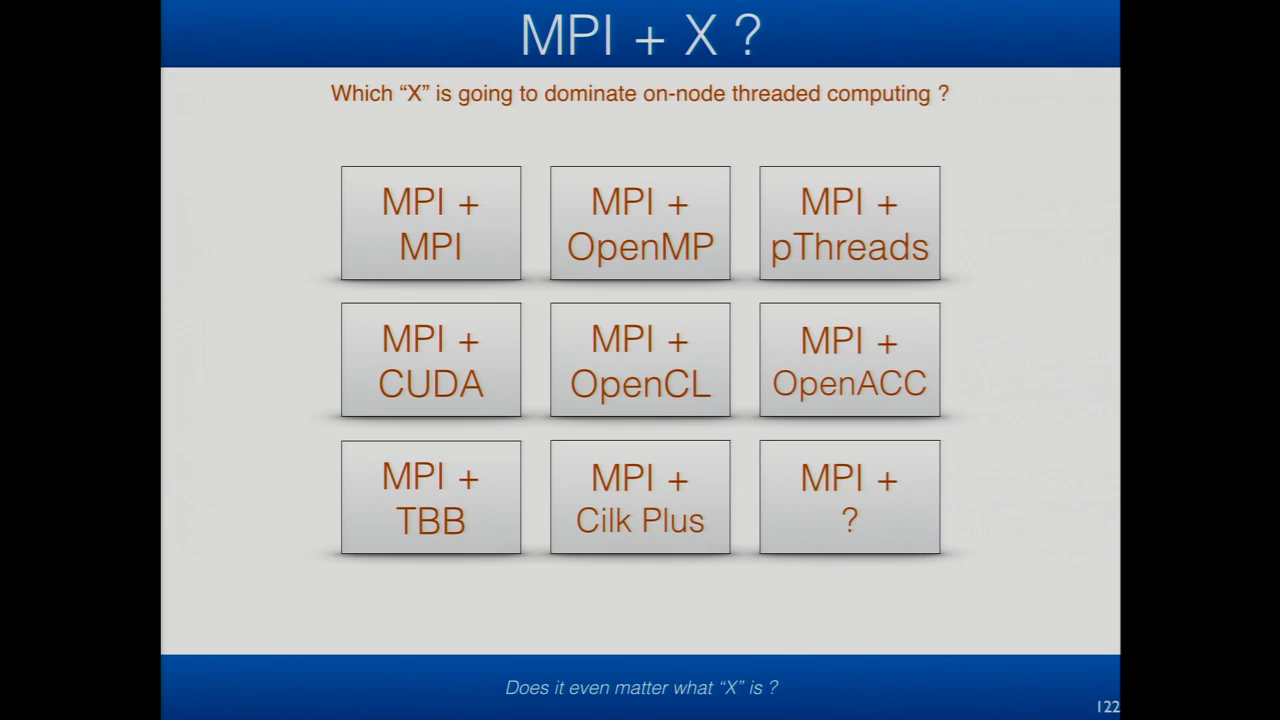 MPI + X ?
Which “X” is going to dominate on-node threaded computing ?
MPI +
MPI
MPI +
OpenMP
MPI +
pThreads
MPI +
CUDA
MPI +
OpenCL
MPI +
OpenACC
MPI +
TBB
MPI +
Cilk Plus
MPI +
?
Does it even matter what “X” is ?
122